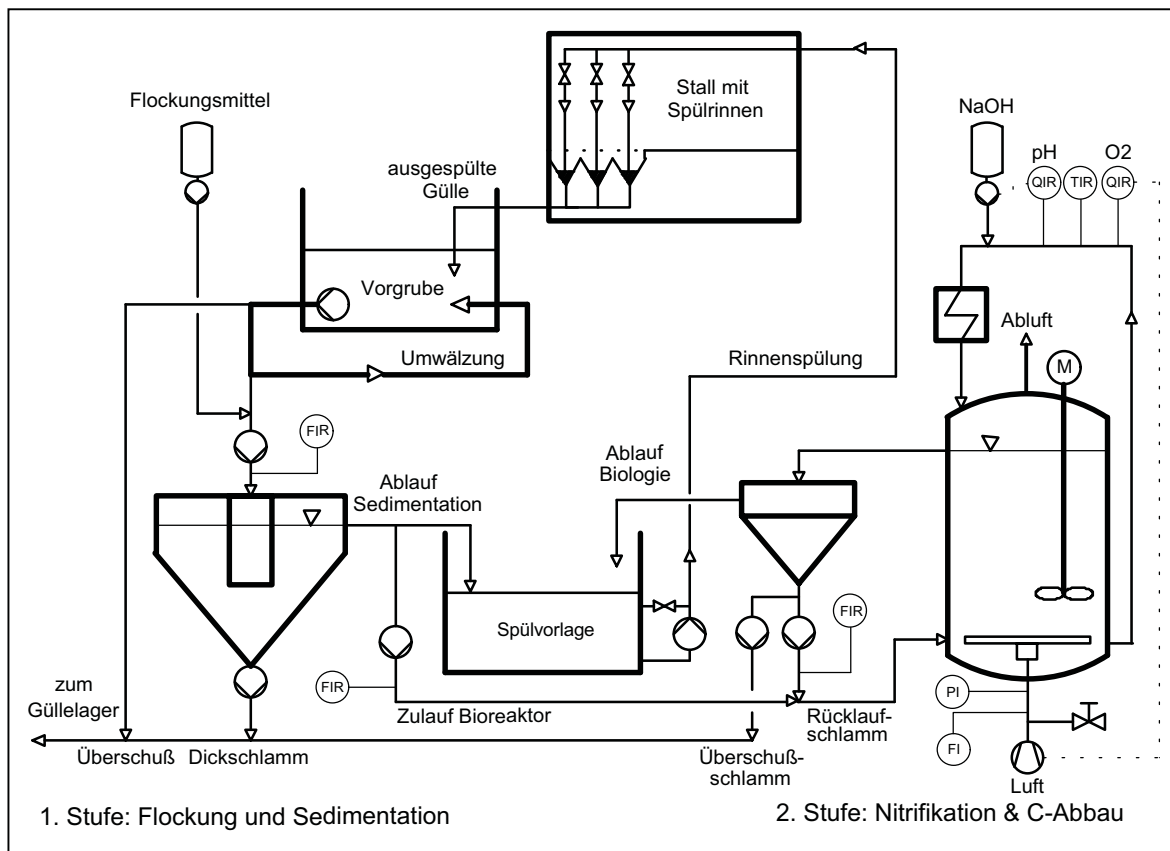 Flockungsmittel
Stall mit
Spülrinnen
NaOH
pH
O2
QIR
TIR
QIR
ausgespülte
Gülle
Vorgrube
Umwälzung
Rinnenspülung
Abluft
M
FIR
Ablauf
Sedimentation
Ablauf
Biologie
Spülvorlage
FIR
FIR
zum
Güllelager
Zulauf Bioreaktor
Rücklauf-
schlamm
PI
FI
Überschuß
Dickschlamm
Überschuß-
schlamm
Luft
1. Stufe: Flockung und Sedimentation
2. Stufe: Nitrifikation & C-Abbau